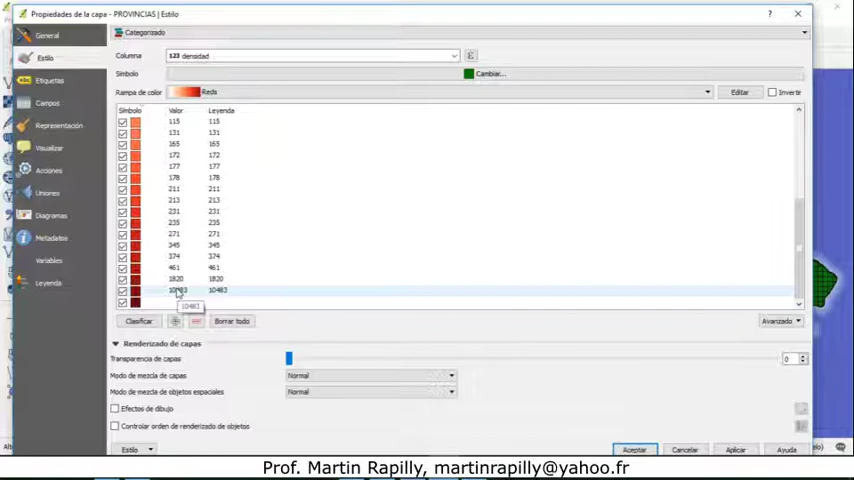 Propiedades de la capa - PROVINCIAS | Estilo
General
Categorizado
Estilo
Columna 123 densidad
Símbolo Cambiar...
Etiquetas
Rampa de color Reds Editar Invertir
Campos
Símbolo Valor Leyenda
115 115
Representación
131 131
165 165
Visualizar
172 172
177 177
Acciones
178 178
211 211
Uniones
213 213
231 231
Diagramas
235 235
271 271
Metadatos
345 345
374 374
Variables
461 461
1820 1820
Leyenda
10483 10483
10483
Clasificar Borrar todo Avanzado
Renderizado de capas
Transparencia de capas 0
Modo de mezcla de capas Normal
Modo de mezcla de objetos espaciales Normal
Efectos de dibujo
Controlar orden de renderizado de objetos
Estilo Aceptar Cancelar Aplicar Ayuda
Prof. Martin Rapilly, martinrapilly@yahoo.fr